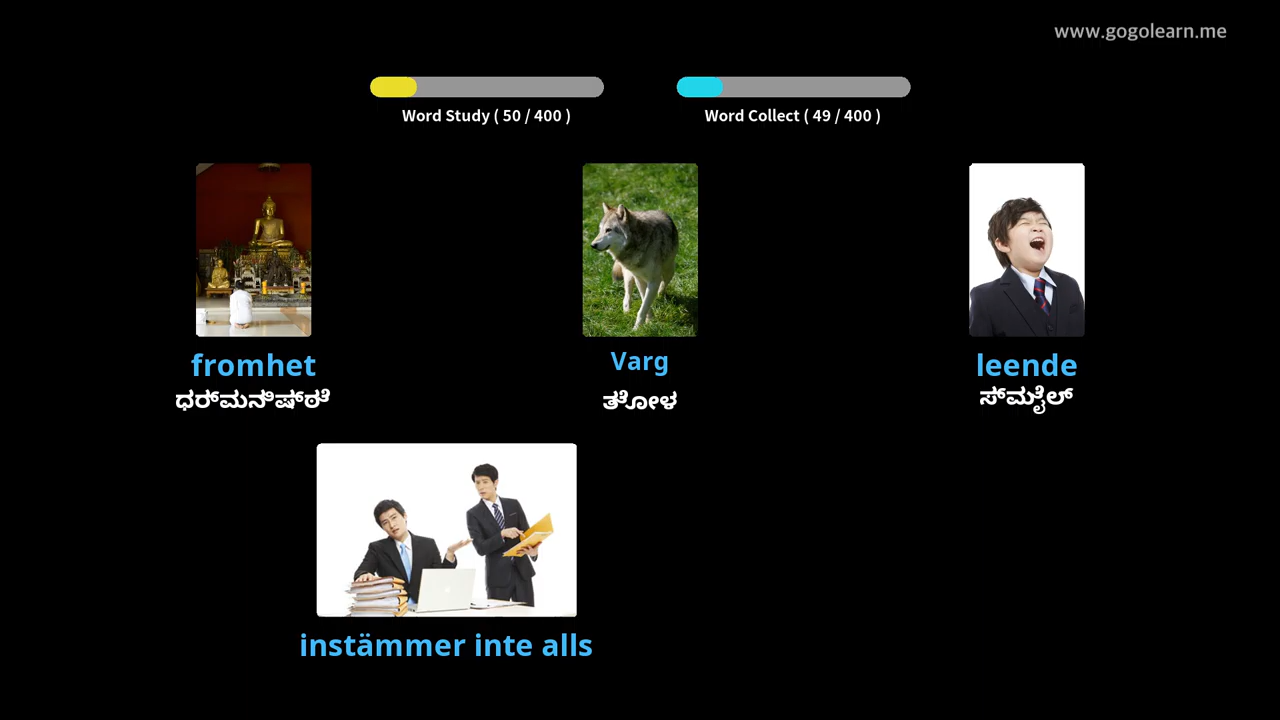 www.gogolearn.me
Word Study ( 50 / 400 )
Word Collect ( 49 / 400 )
fromhet
Varg
leende
ಧರ್ಮನಿಷ್ಠೆ
ತೋಳ
ಸ್ಮೈಲ್
instämmer inte alls